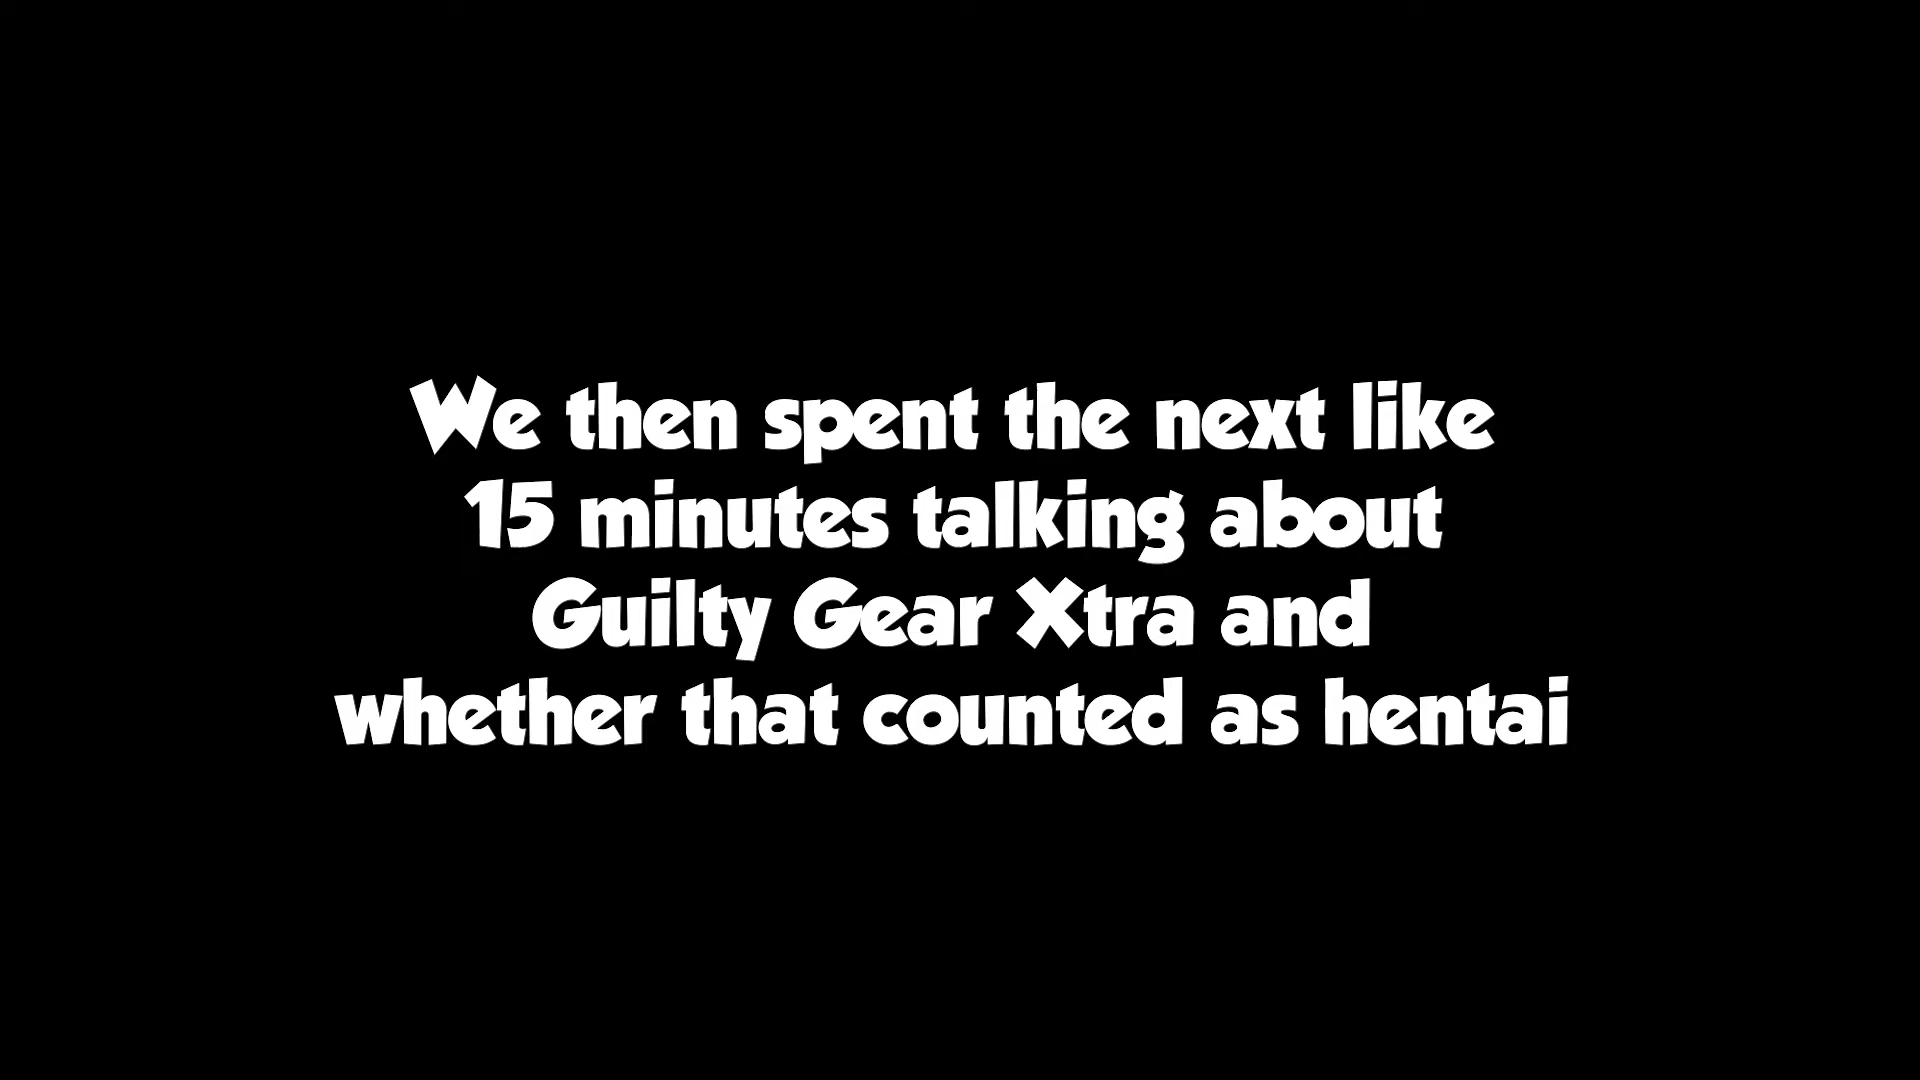 We then spent the next like
15 minutes talking about
Guilty Gear Xtra and
whether that counted as hentai